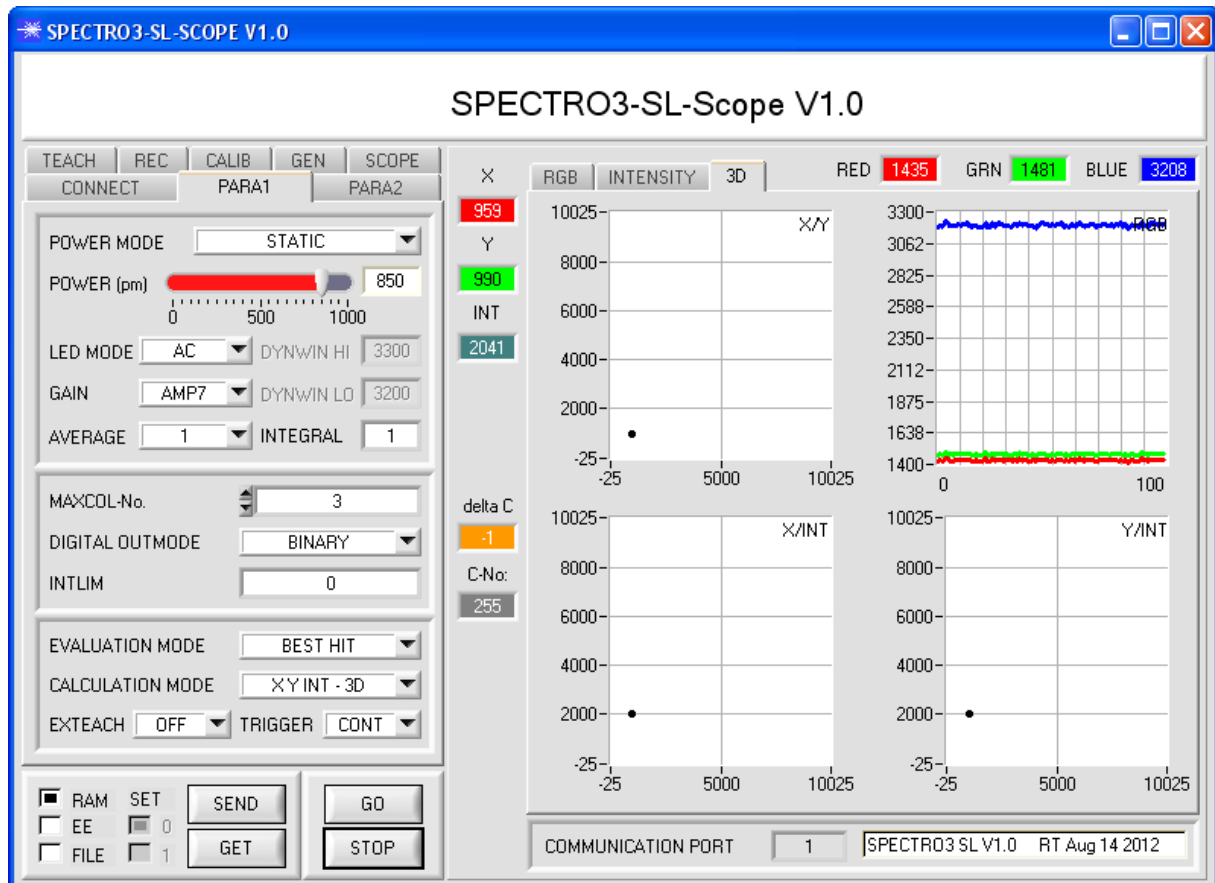 SPECTRO3-SL-SCOPE V1.0
SPECTRO3-SL-Scope V1.0
TEACH REC CALIB GEN SCOPE
CONNECT PARA1 PARA2
POWER MODE STATIC
POWER (pm) 850
0 500 1000
LED MODE AC DYNWIN HI 3300
GAIN AMP7 DYNWIN LO 3200
AVERAGE 1 INTEGRAL 1
MAXCOL-No. 3
DIGITAL OUTMODE BINARY
INTLIM 0
EVALUATION MODE BEST HIT
CALCULATION MODE X Y INT - 3D
EXTEACH OFF TRIGGER CONT
RAM SET SEND GO
EE 0
FILE 1 GET STOP
X
959
Y
990
INT
2041
delta C
-1
C-No:
255
RGB INTENSITY 3D RED 1435 GRN 1481 BLUE 3208
X/Y
10025
8000
6000
4000
2000
-25
-25 5000 10025
RGB
3300
3062
2825
2588
2350
2112
1875
1638
1400
0 100
X/INT
10025
8000
6000
4000
2000
-25
-25 5000 10025
Y/INT
10025
8000
6000
4000
2000
-25
-25 5000 10025
COMMUNICATION PORT 1 SPECTRO3 SL V1.0 RT Aug 14 2012